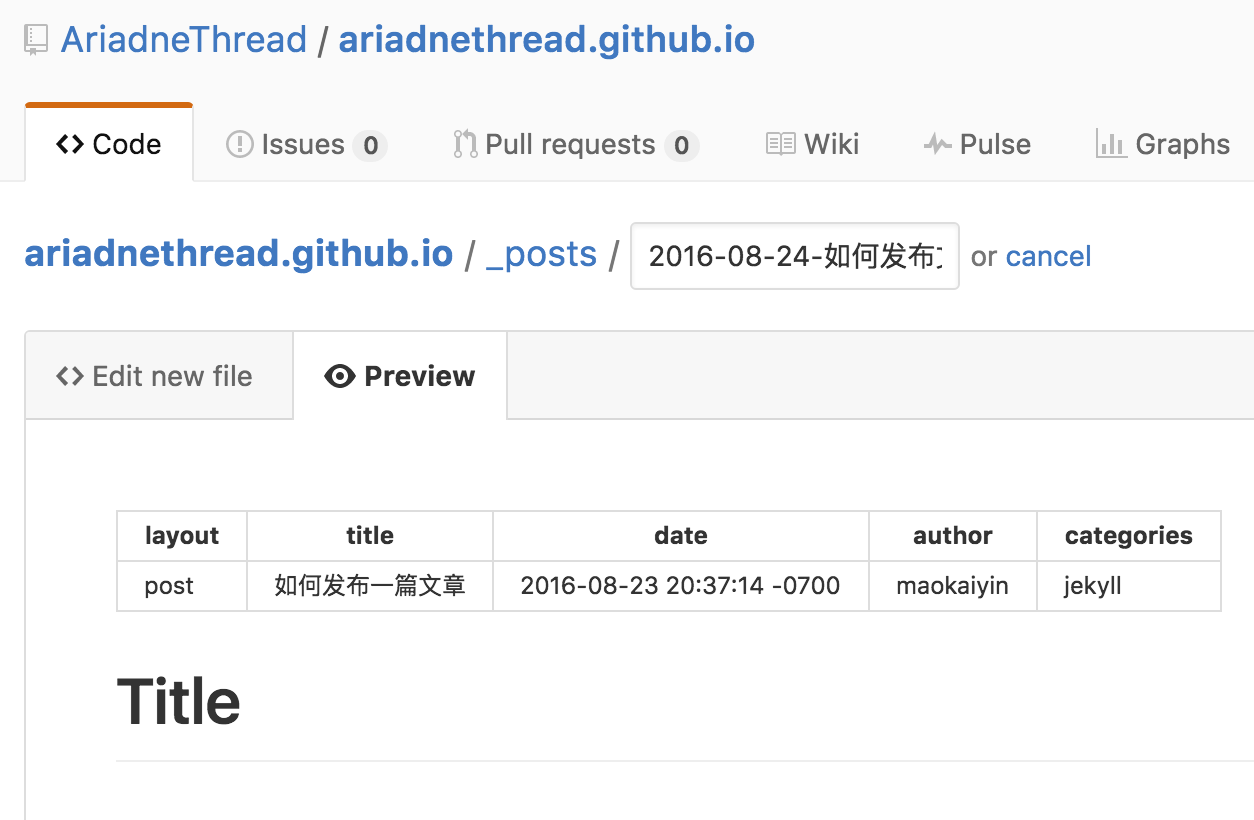 AriadneThread / ariadnethread.github.io
Code Issues 0 Pull requests 0 Wiki Pulse Graphs
ariadnethread.github.io / _posts / 2016-08-24-如何发布 or cancel
Edit new file Preview
layout title date author categories
post 如何发布一篇文章 2016-08-23 20:37:14 -0700 maokaiyin jekyll
Title